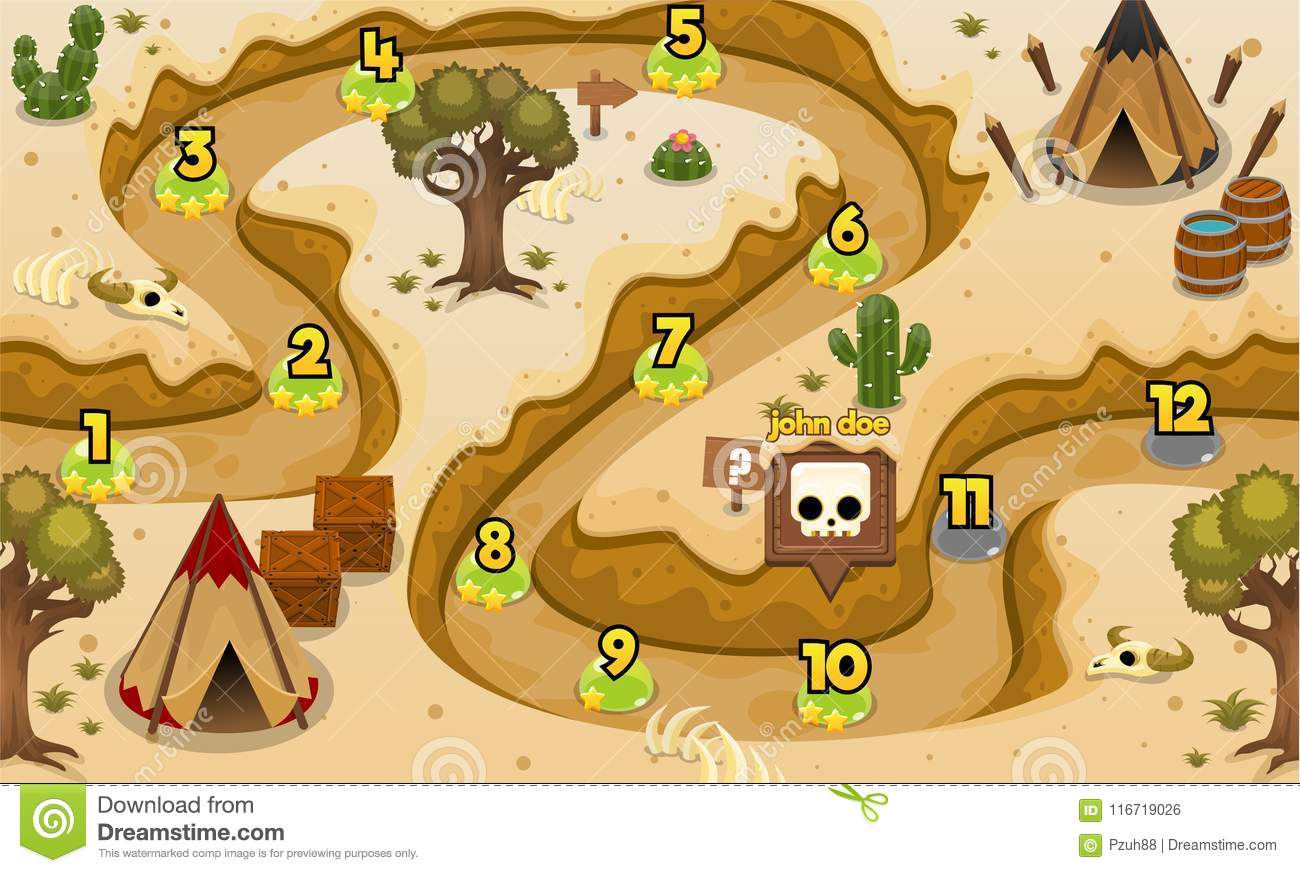 5
4
3
6
2
7
12
1
john doe
?
11
8
9
10
dreamstime.
Download from
Dreamstime.com
This watermarked comp image is for previewing purposes only.
ID 116719026
© Pzuh88 | Dreamstime.com